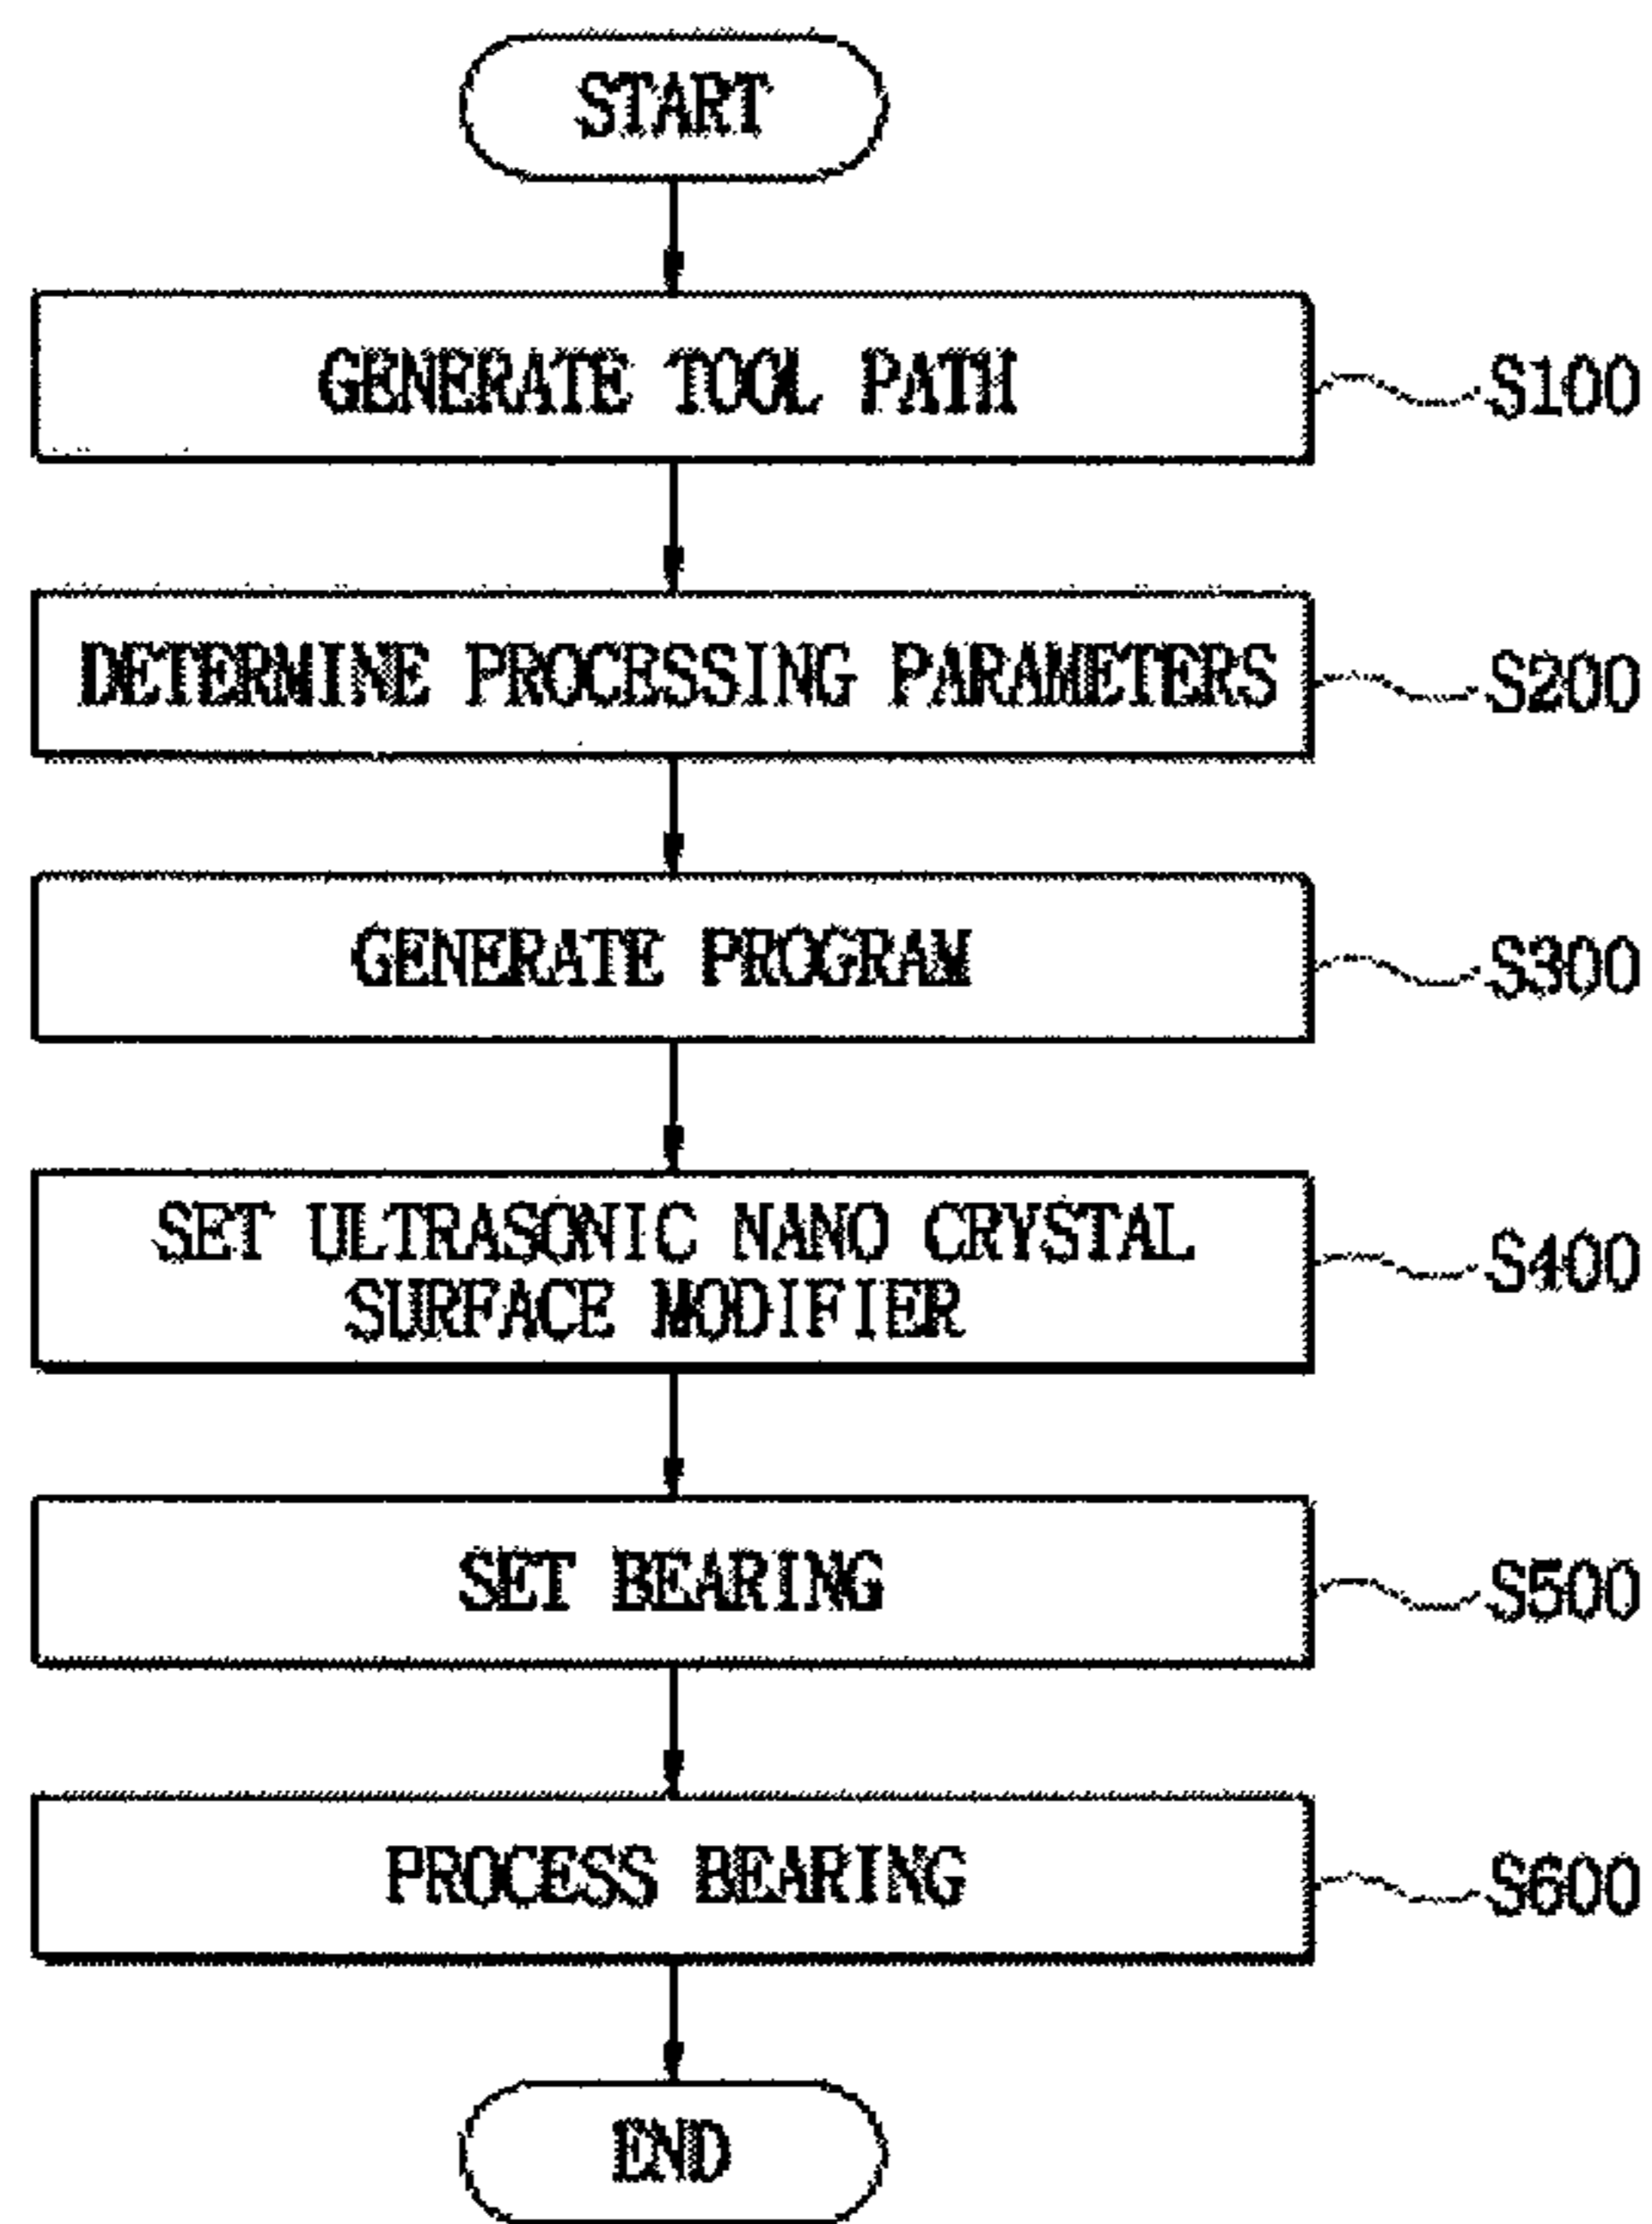 START
GENERATE TOOL PATH
S100
DETERMINE PROCESSING PARAMETERS
S200
GENERATE PROGRAM
S300
SET ULTRASONIC NANO CRYSTAL
SURFACE MODIFIER
S400
SET BEARING
S500
PROCESS BEARING
S600
END